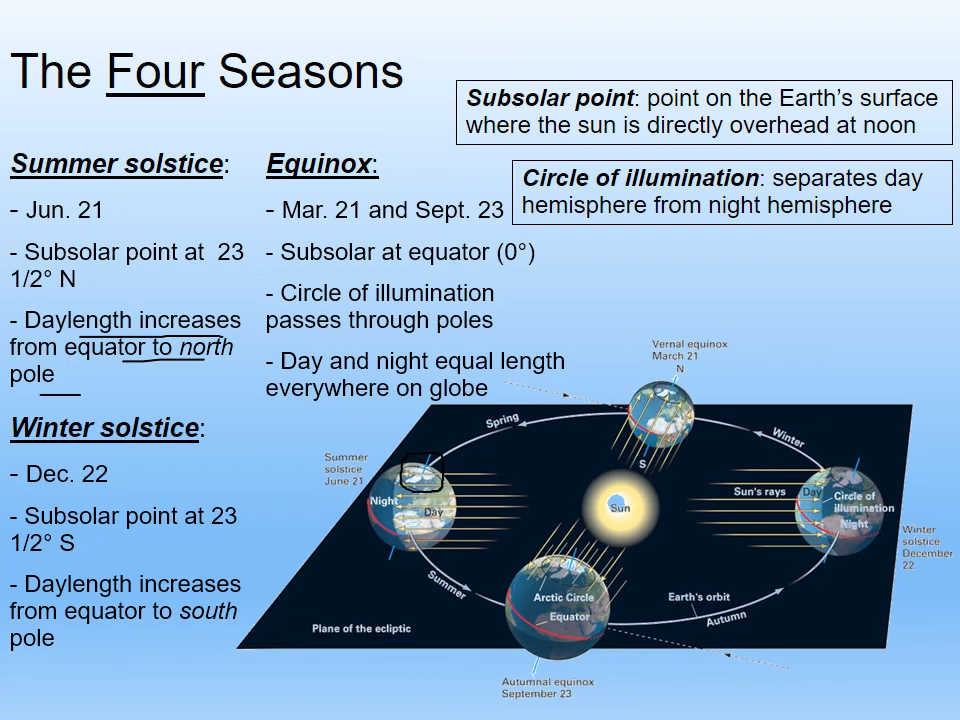 The Four Seasons
Subsolar point: point on the Earth's surface
where the sun is directly overhead at noon
Circle of illumination: separates day
hemisphere from night hemisphere
Summer solstice:
- Jun. 21
- Subsolar point at 23
1/2° N
- Daylength increases
from equator to north
pole
Winter solstice:
- Dec. 22
- Subsolar point at 23
1/2° S
- Daylength increases
from equator to south
pole
Equinox:
- Mar. 21 and Sept. 23
- Subsolar at equator (0°)
- Circle of illumination
passes through poles
- Day and night equal length
everywhere on globe
Vernal equinox
March 21
N
S
Spring
Winter
Summer
solstice
June 21
Night
Day
Sun
Sun's rays
Day
Circle of
illumination
Night
Winter
solstice
December
22
Summer
Arctic Circle
Equator
Earth's orbit
Autumn
Plane of the ecliptic
Autumnal equinox
September 23